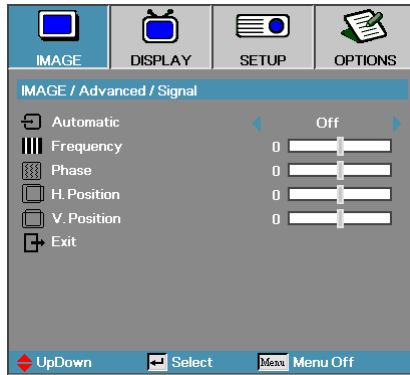 IMAGE DISPLAY SETUP OPTIONS
IMAGE / Advanced / Signal
Automatic Off
Frequency 0
Phase 0
H. Position 0
V. Position 0
Exit
UpDown Select Menu Menu Off